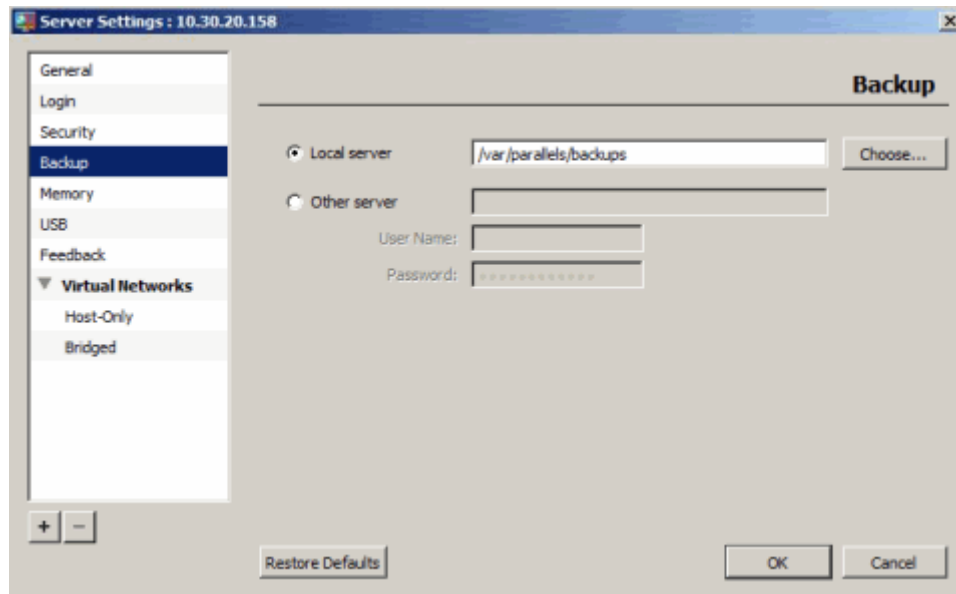 Server Settings : 10.30.20.158
General
Login
Security
Backup
Memory
USB
Feedback
Virtual Networks
Host-Only
Bridged
+ −
Backup
Local server /var/parallels/backups Choose...
Other server
User Name:
Password: ************
Restore Defaults OK Cancel